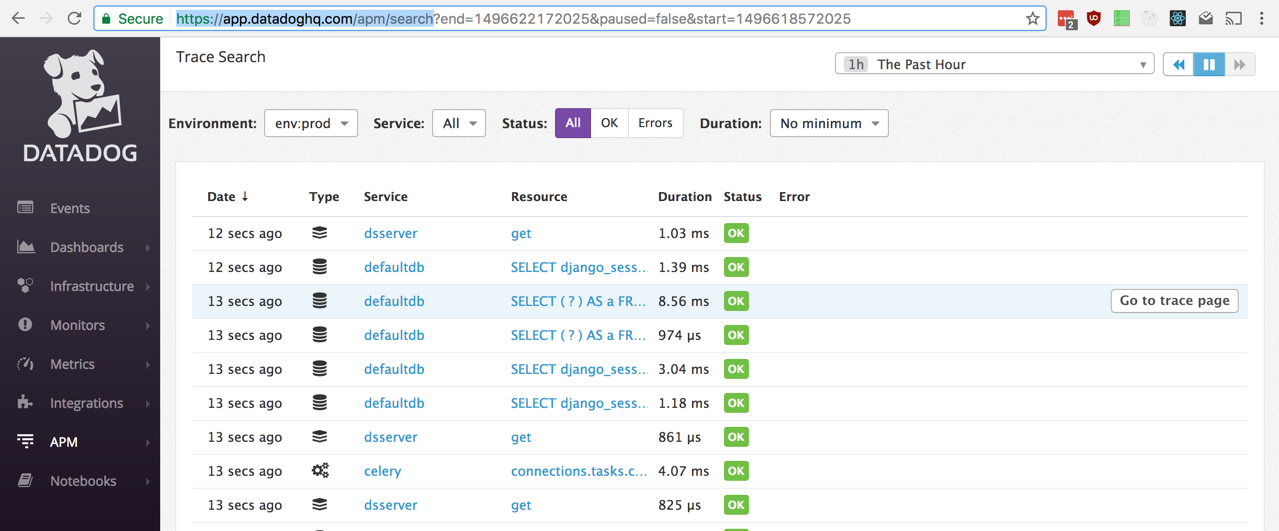 Secure https://app.datadoghq.com/apm/search?end=1496622172025&paused=false&start=1496618572025 2
Trace Search 1h The Past Hour
Environment: env:prod Service: All Status: All OK Errors Duration: No minimum
DATADOG
Events
Dashboards
Infrastructure
Monitors
Metrics
Integrations
APM
Notebooks
Date ↓ Type Service Resource Duration Status Error
12 secs ago dsserver get 1.03 ms OK
12 secs ago defaultdb SELECT django_sess... 1.39 ms OK
13 secs ago defaultdb SELECT ( ? ) AS a FR... 8.56 ms OK Go to trace page
13 secs ago defaultdb SELECT ( ? ) AS a FR... 974 µs OK
13 secs ago defaultdb SELECT django_sess... 3.04 ms OK
13 secs ago defaultdb SELECT django_sess... 1.18 ms OK
13 secs ago dsserver get 861 µs OK
13 secs ago celery connections.tasks.c... 4.07 ms OK
13 secs ago dsserver get 825 µs OK